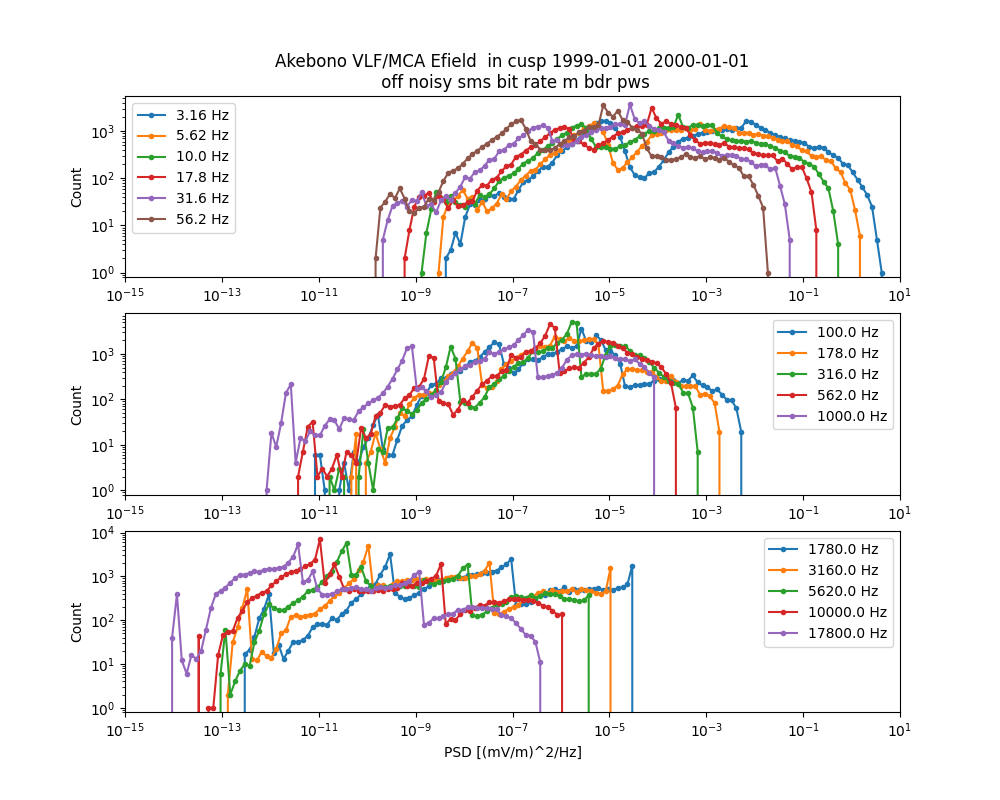 Akebono VLF/MCA Efield  in cusp 1999-01-01 2000-01-01
off noisy sms bit rate m bdr pws
Count
10^3
10^2
10^1
10^0
3.16 Hz
5.62 Hz
10.0 Hz
17.8 Hz
31.6 Hz
56.2 Hz
10^−15 10^−13 10^−11 10^−9 10^−7 10^−5 10^−3 10^−1 10^1
Count
10^3
10^2
10^1
10^0
100.0 Hz
178.0 Hz
316.0 Hz
562.0 Hz
1000.0 Hz
10^−15 10^−13 10^−11 10^−9 10^−7 10^−5 10^−3 10^−1 10^1
Count
10^4
10^3
10^2
10^1
10^0
1780.0 Hz
3160.0 Hz
5620.0 Hz
10000.0 Hz
17800.0 Hz
10^−15 10^−13 10^−11 10^−9 10^−7 10^−5 10^−3 10^−1 10^1
PSD [(mV/m)^2/Hz]